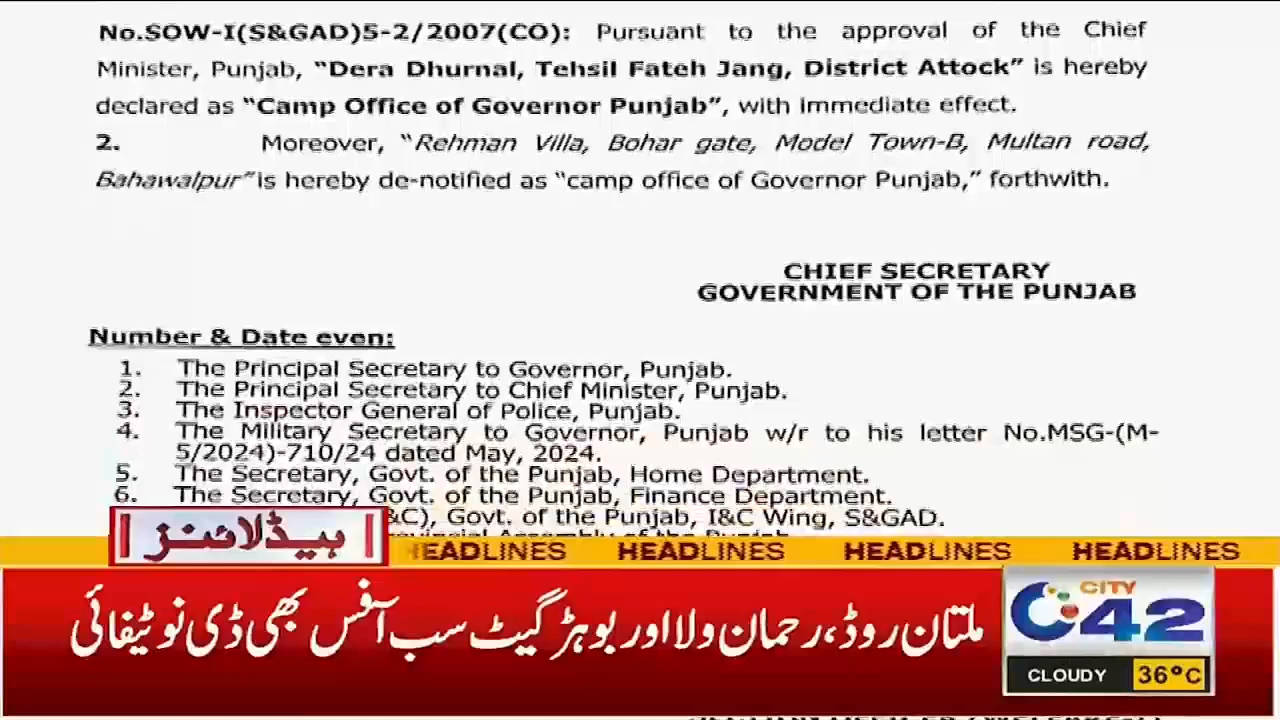 No.SOW-I(S&GAD)5-2/2007(CO): Pursuant to the approval of the Chief
Minister, Punjab, “Dera Dhurnal, Tehsil Fateh Jang, District Attock” is hereby
declared as “Camp Office of Governor Punjab”, with immediate effect.
2. Moreover, “Rehman Villa, Bohar gate, Model Town-B, Multan road,
Bahawalpur” is hereby de-notified as “camp office of Governor Punjab,” forthwith.
CHIEF SECRETARY
GOVERNMENT OF THE PUNJAB
Number & Date even:
1. The Principal Secretary to Governor, Punjab.
2. The Principal Secretary to Chief Minister, Punjab.
3. The Inspector General of Police, Punjab.
4. The Military Secretary to Governor, Punjab w/r to his letter No.MSG-(M-
5/2024)-710/24 dated May, 2024.
5. The Secretary, Govt. of the Punjab, Home Department.
6. The Secretary, Govt. of the Punjab, Finance Department.
&C), Govt. of the Punjab, I&C Wing, S&GAD.
Assembly of the Punjab
ہیڈلائنز
HEADLINES HEADLINES HEADLINES HEADLINES
ملتان روڈ، رحمان ولا اور بوہڑ گیٹ سب آفس بھی ڈی نوٹیفائی
CITY
42
CLOUDY 36°C